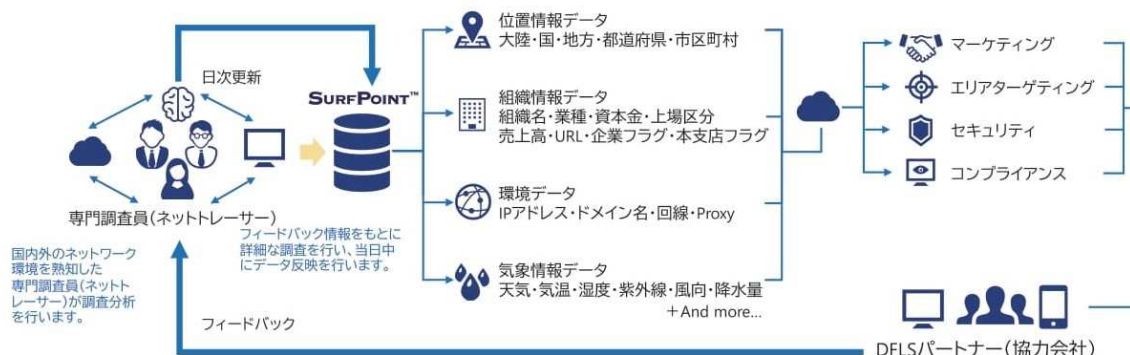 日次更新
SURFPOINT™
専門調査員(ネットトレーサー)
国内外のネットワーク
環境を熟知した
専門調査員(ネットト
レーサー)が調査分析
を行います。
フィードバック情報をもとに
詳細な調査を行い、当日中
にデータ反映を行います。
フィードバック
位置情報データ
大陸・国・地方・都道府県・市区町村
組織情報データ
組織名・業種・資本金・上場区分
売上高・URL・企業フラグ・本支店フラグ
環境データ
IPアドレス・ドメイン名・回線・Proxy
気象情報データ
天気・気温・湿度・紫外線・風向・降水量
+And more...
マーケティング
エリアターゲティング
セキュリティ
コンプライアンス
DELSパートナー(協力会社)